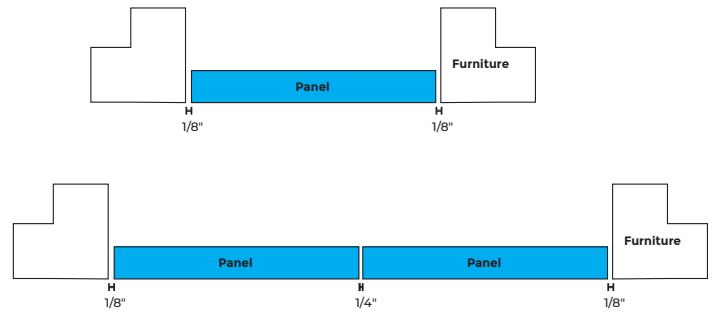 Furniture
Panel
1/8" 1/8"
Furniture
Panel Panel
1/8" 1/4" 1/8"